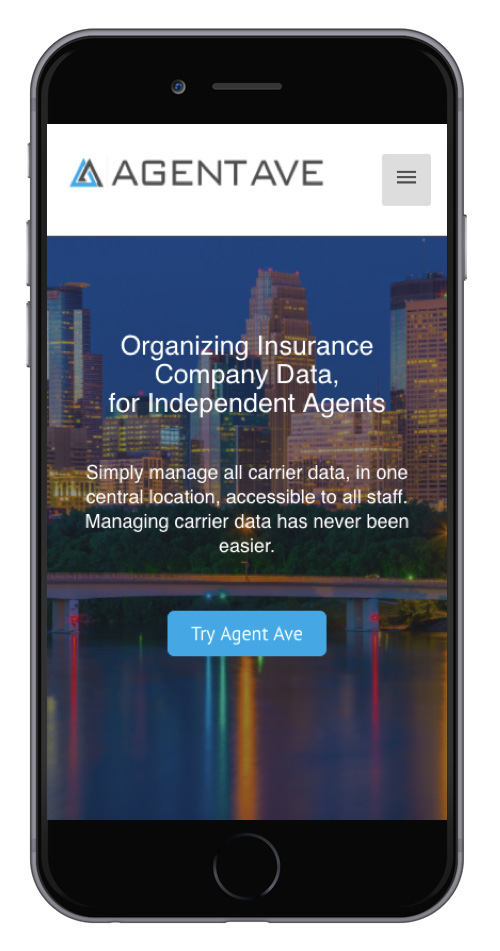 AGENTAVE
Organizing Insurance
Company Data,
for Independent Agents
Simply manage all carrier data, in one
central location, accessible to all staff.
Managing carrier data has never been
easier.
Try Agent Ave